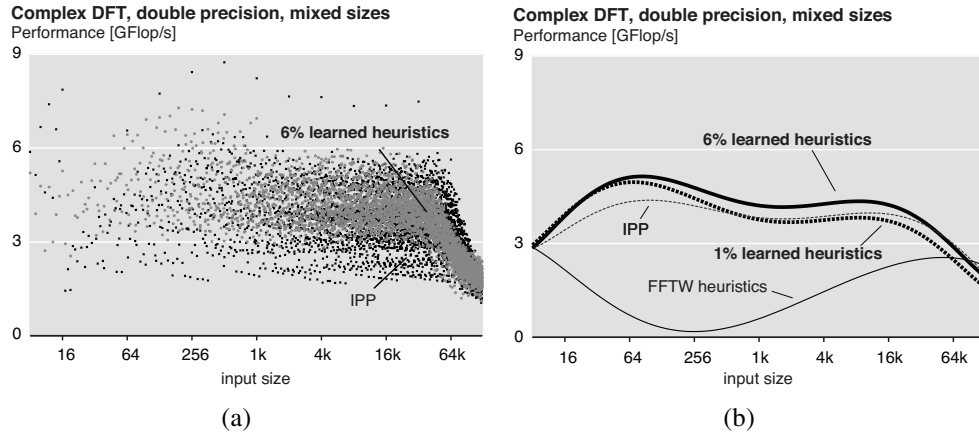 Complex DFT, double precision, mixed sizes
Performance [GFlop/s]
9
6% learned heuristics
6
3
IPP
0
16 64 256 1k 4k 16k 64k
input size
(a)
Complex DFT, double precision, mixed sizes
Performance [GFlop/s]
9
6% learned heuristics
6
IPP
3
1% learned heuristics
FFTW heuristics
0
16 64 256 1k 4k 16k 64k
input size
(b)